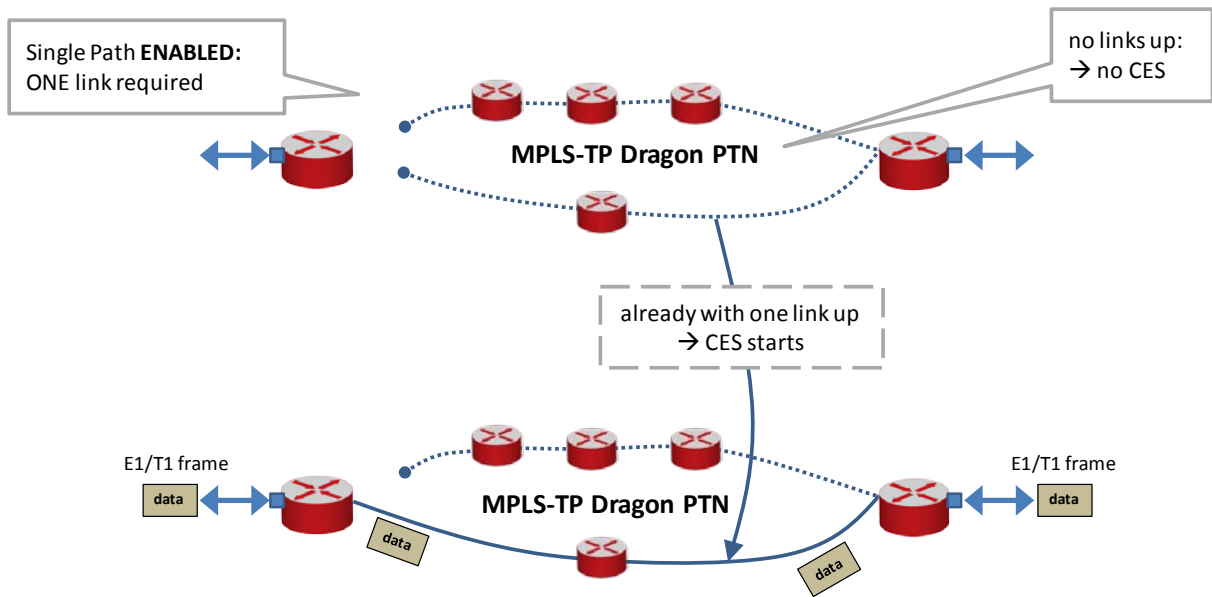 Single Path ENABLED:
ONE link required
no links up:
→ no CES
MPLS-TP Dragon PTN
already with one link up
→ CES starts
E1/T1 frame
data
MPLS-TP Dragon PTN
data
data
E1/T1 frame
data